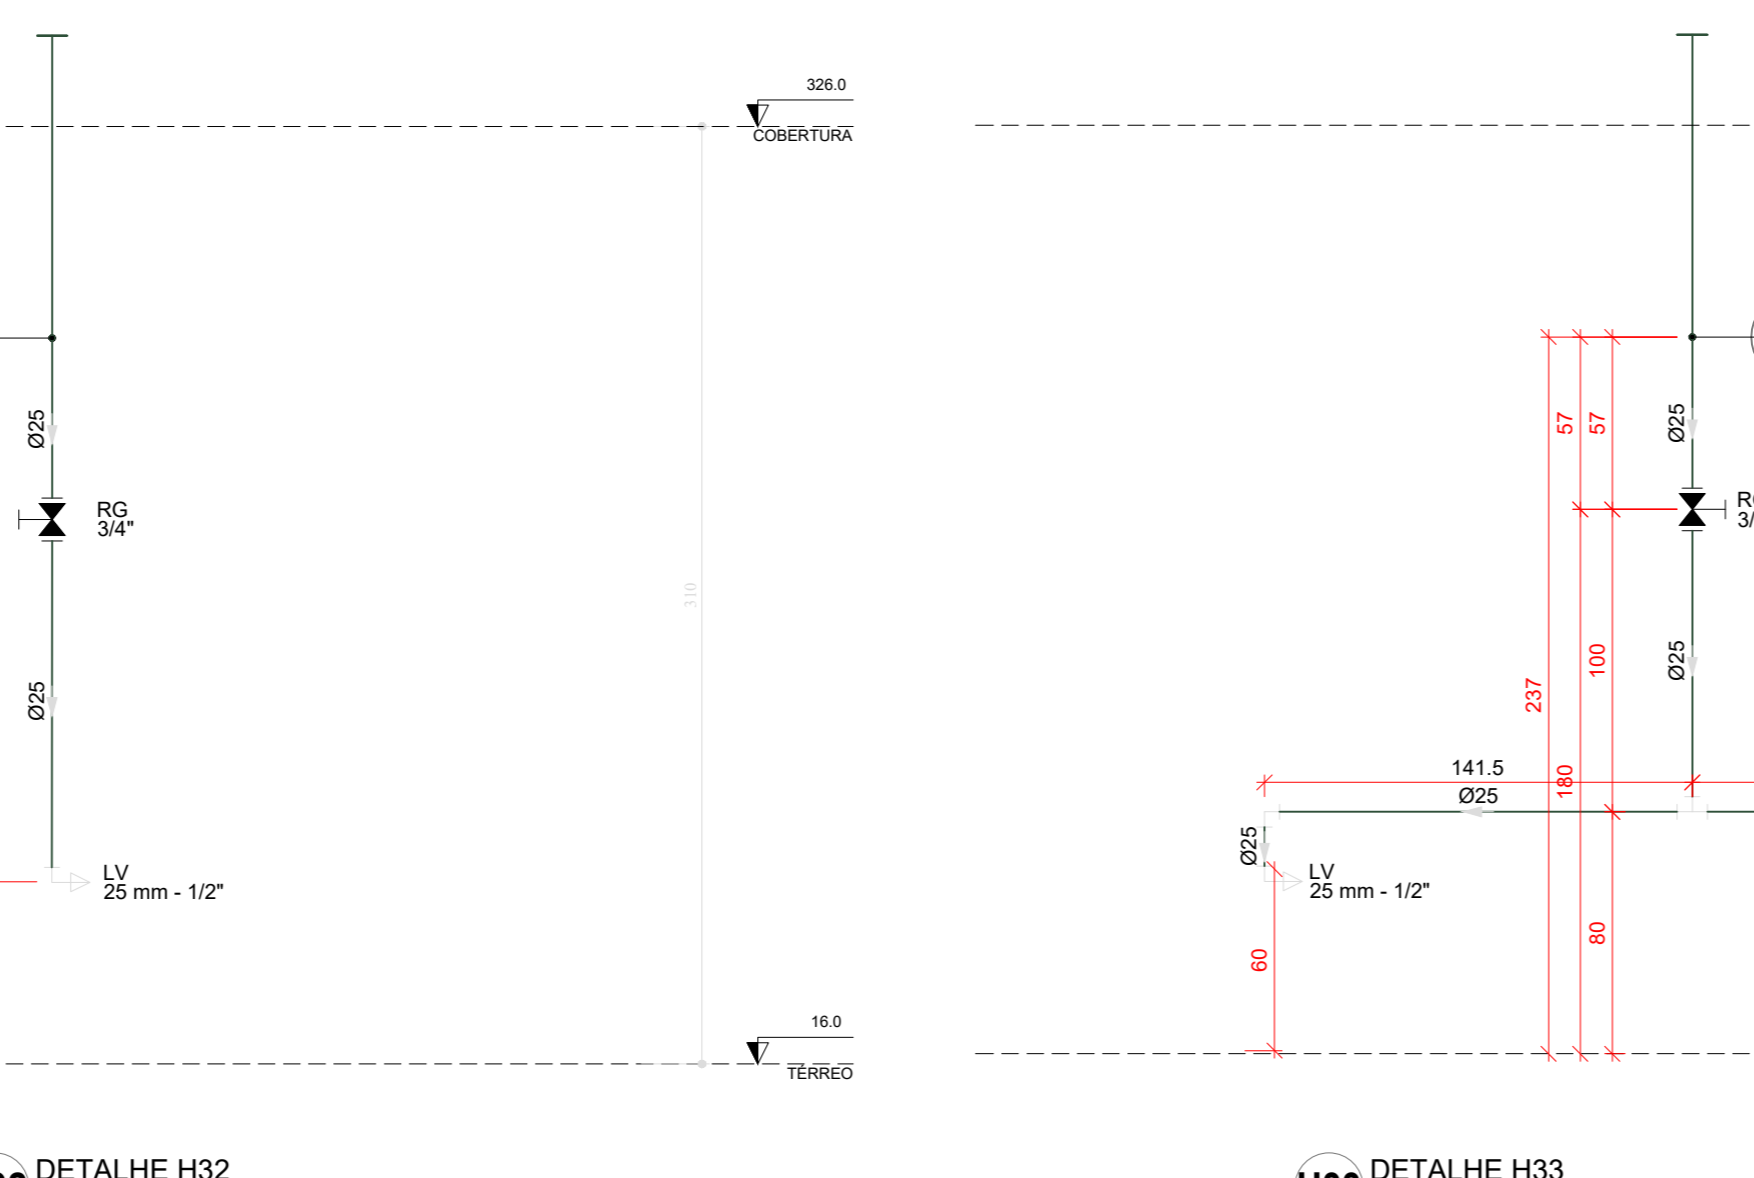 326.0
COBERTURA
Ø25
RG
3/4"
310
Ø25
LV
25 mm - 1/2"
16.0
TÉRREO
DETALHE H32
57
57
Ø25
3/
100
Ø25
237
141.5
180
Ø25
Ø25
LV
25 mm - 1/2"
60
80
DETALHE H33